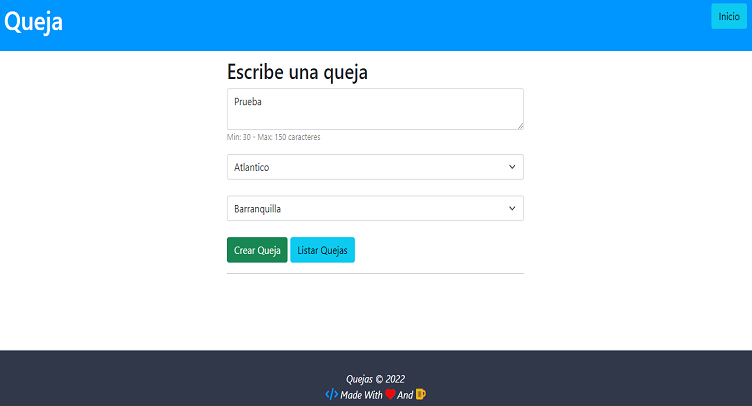 Queja
Inicio
Escribe una queja
Prueba
Min: 30 - Max: 150 caracteres
Atlantico
Barranquilla
Crear Queja Listar Quejas
Quejas © 2022
</> Made With ❤ And 🍺